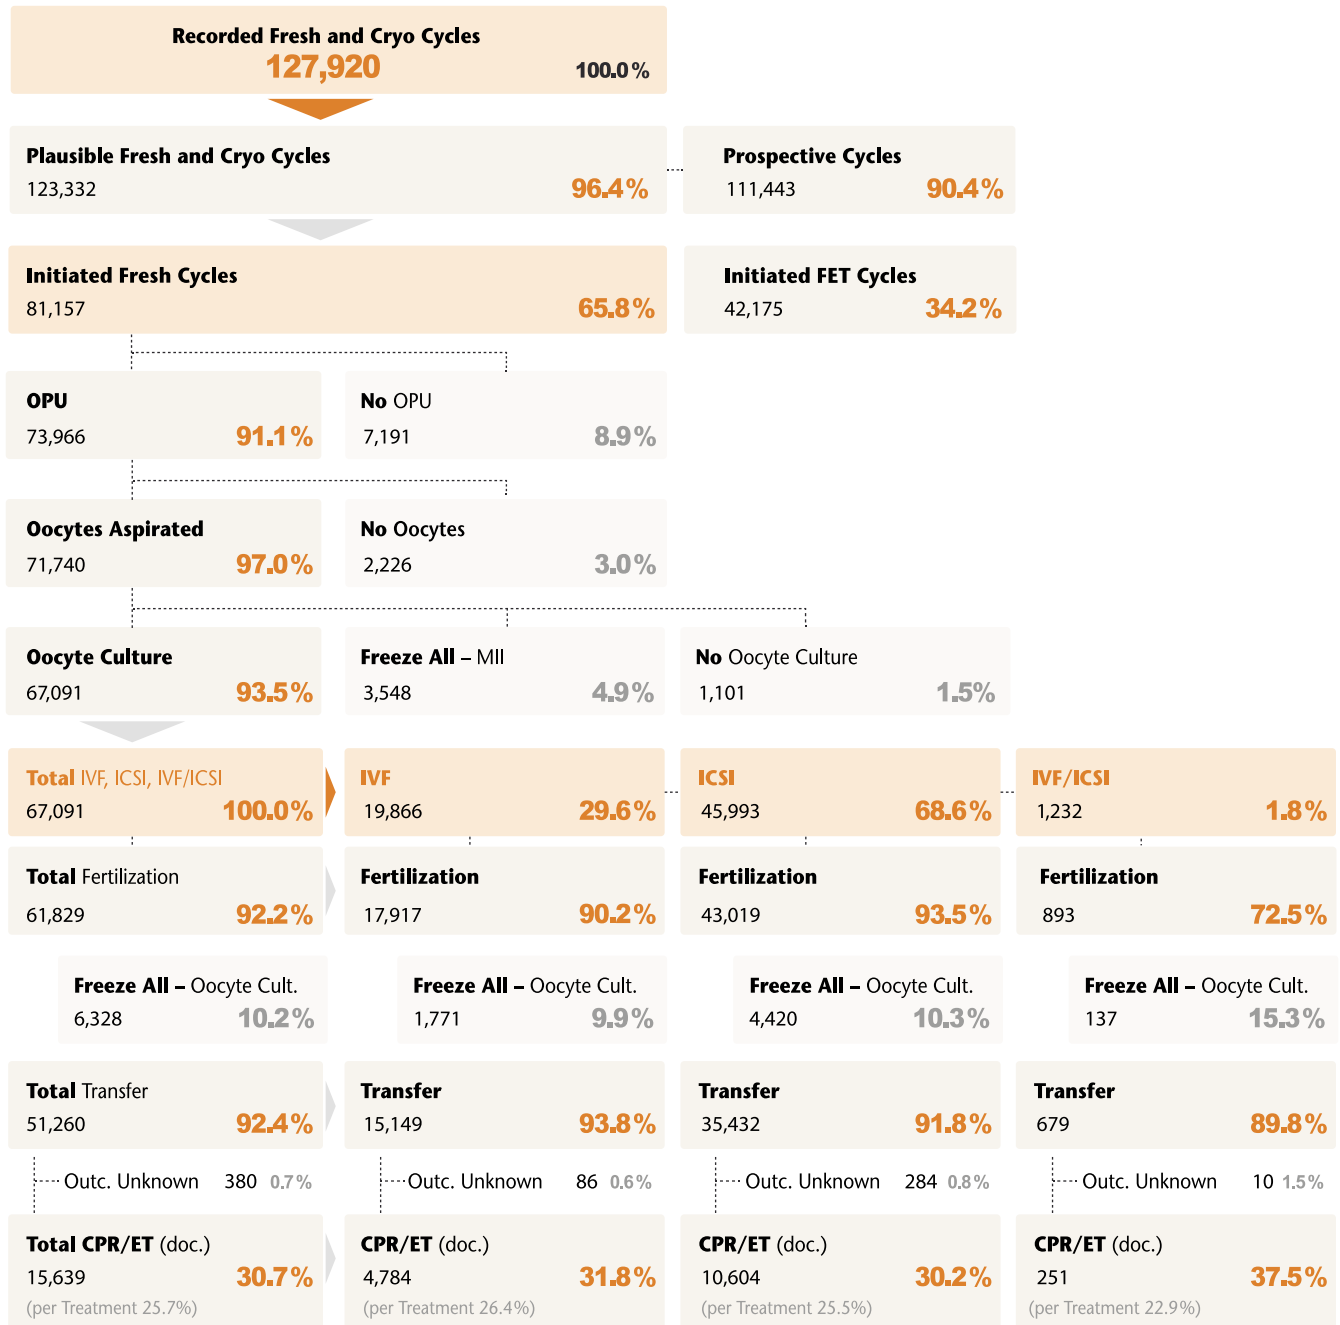 Recorded Fresh and Cryo Cycles
127,920 100.0%
Plausible Fresh and Cryo Cycles
123,332 96.4%
Prospective Cycles
111,443 90.4%
Initiated Fresh Cycles
81,157 65.8%
Initiated FET Cycles
42,175 34.2%
OPU
73,966 91.1%
No OPU
7,191 8.9%
Oocytes Aspirated
71,740 97.0%
No Oocytes
2,226 3.0%
Oocyte Culture
67,091 93.5%
Freeze All – MII
3,548 4.9%
No Oocyte Culture
1,101 1.5%
Total IVF, ICSI, IVF/ICSI
67,091 100.0%
IVF
19,866 29.6%
ICSI
45,993 68.6%
IVF/ICSI
1,232 1.8%
Total Fertilization
61,829 92.2%
Fertilization
17,917 90.2%
Fertilization
43,019 93.5%
Fertilization
893 72.5%
Freeze All – Oocyte Cult.
6,328 10.2%
Freeze All – Oocyte Cult.
1,771 9.9%
Freeze All – Oocyte Cult.
4,420 10.3%
Freeze All – Oocyte Cult.
137 15.3%
Total Transfer
51,260 92.4%
Transfer
15,149 93.8%
Transfer
35,432 91.8%
Transfer
679 89.8%
Outc. Unknown 380 0.7%
Outc. Unknown 86 0.6%
Outc. Unknown 284 0.8%
Outc. Unknown 10 1.5%
Total CPR/ET (doc.)
15,639 30.7%
(per Treatment 25.7%)
CPR/ET (doc.)
4,784 31.8%
(per Treatment 26.4%)
CPR/ET (doc.)
10,604 30.2%
(per Treatment 25.5%)
CPR/ET (doc.)
251 37.5%
(per Treatment 22.9%)